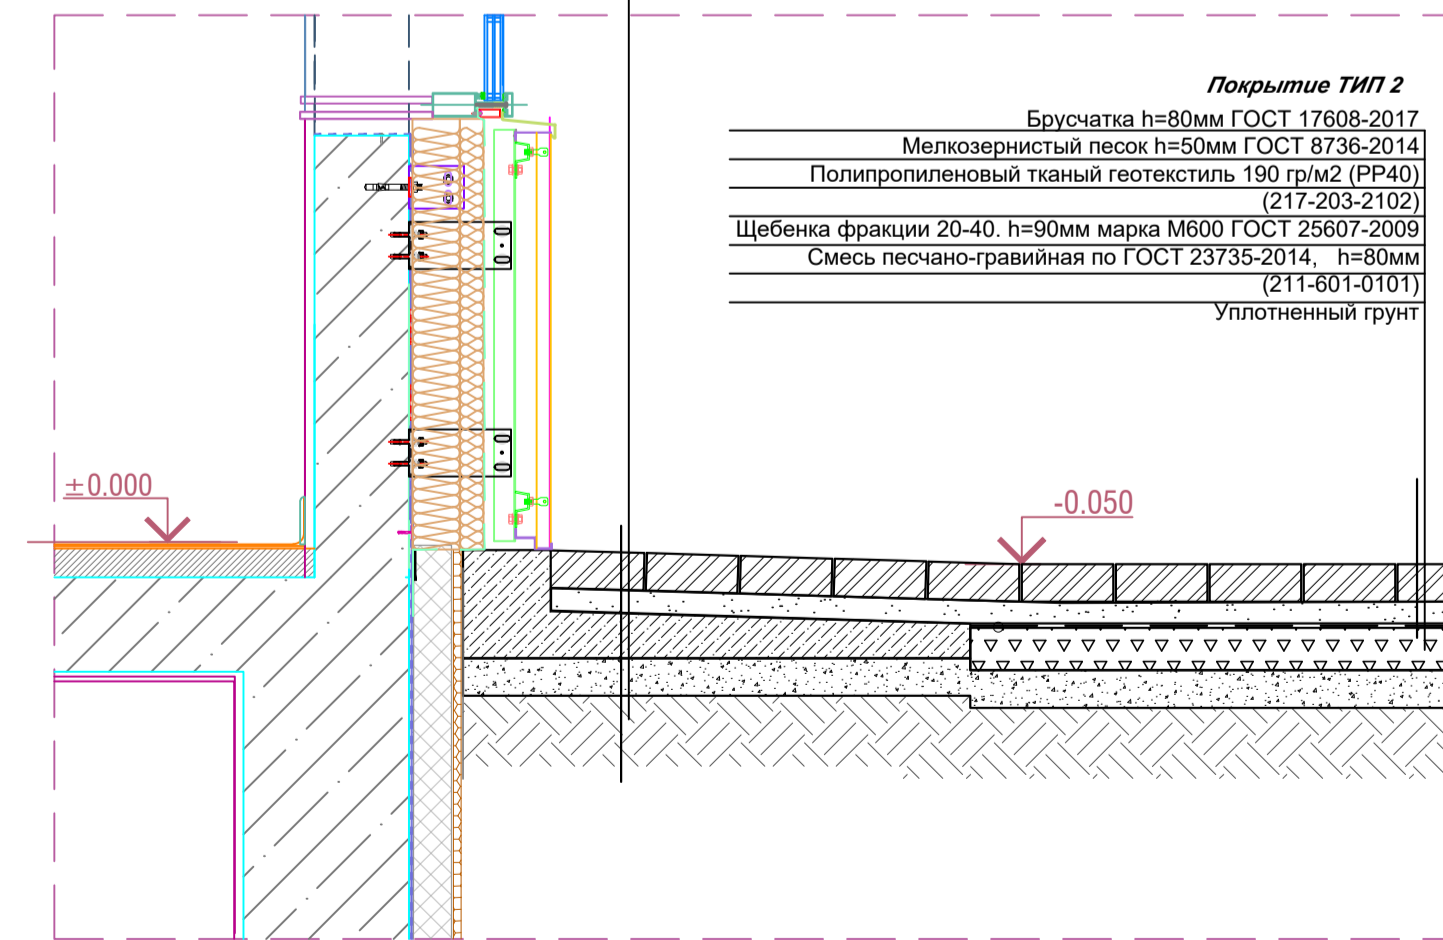 Покрытие ТИП 2
Брусчатка h=80мм ГОСТ 17608-2017
Мелкозернистый песок h=50мм ГОСТ 8736-2014
Полипропиленовый тканый геотекстиль 190 гр/м2 (PP40)
(217-203-2102)
Щебенка фракции 20-40. h=90мм марка М600 ГОСТ 25607-2009
Смесь песчано-гравийная по ГОСТ 23735-2014, h=80мм
(211-601-0101)
Уплотненный грунт
±0.000
-0.050